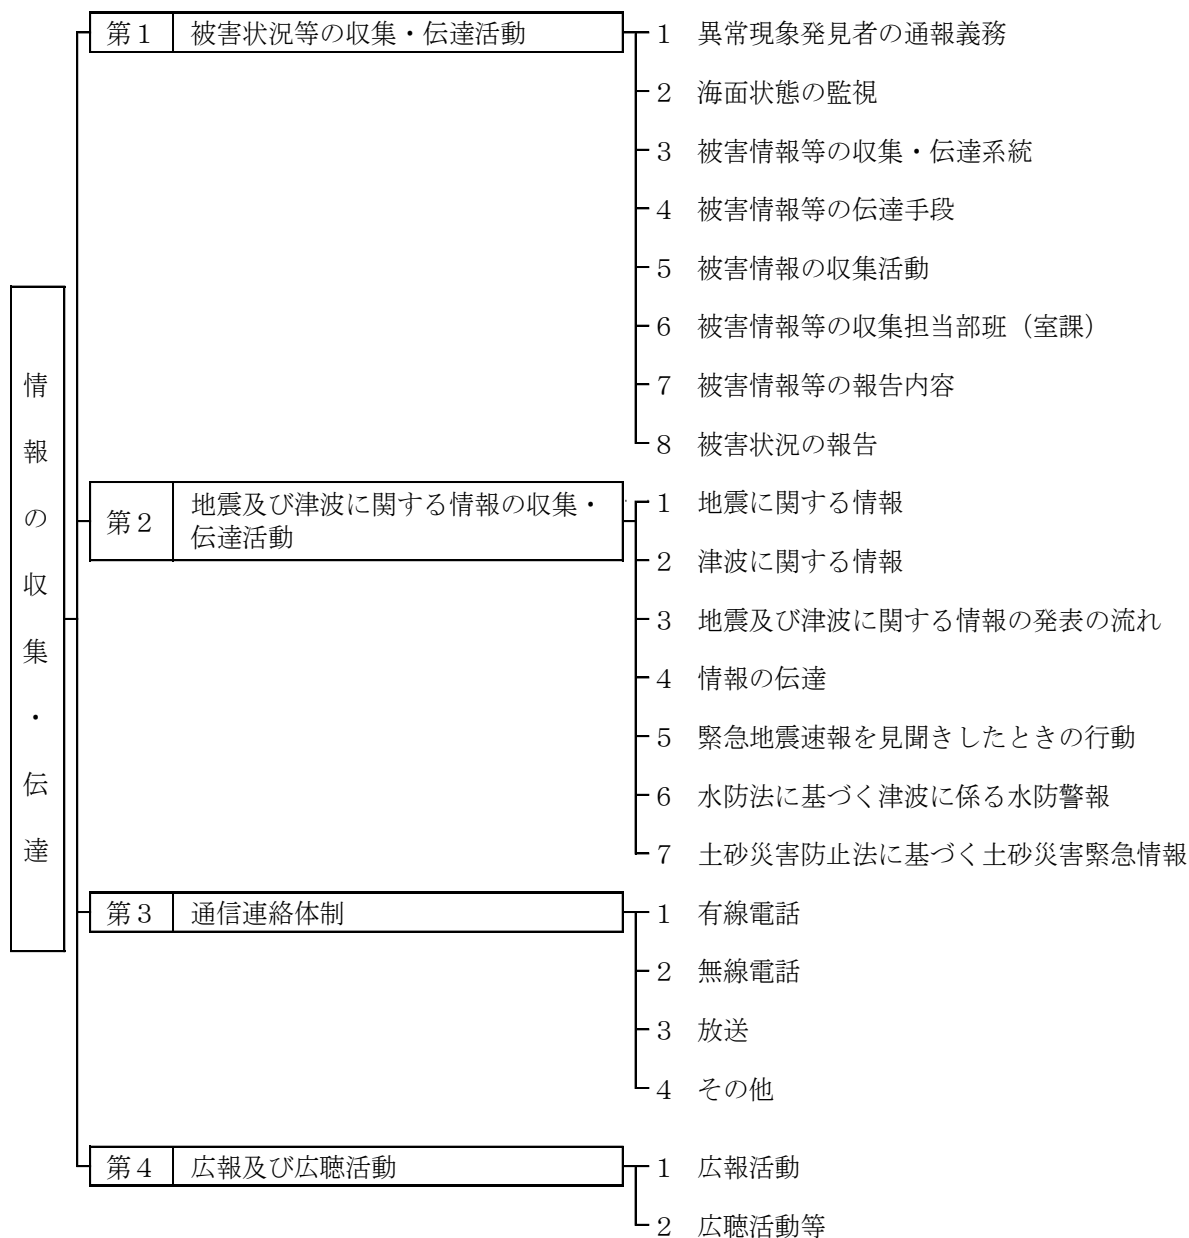 情報の収集・伝達
第１ 被害状況等の収集・伝達活動
１ 異常現象発見者の通報義務
２ 海面状態の監視
３ 被害情報等の収集・伝達系統
４ 被害情報等の伝達手段
５ 被害情報の収集活動
６ 被害情報等の収集担当部班（室課）
７ 被害情報等の報告内容
８ 被害状況の報告
第２ 地震及び津波に関する情報の収集・
伝達活動
１ 地震に関する情報
２ 津波に関する情報
３ 地震及び津波に関する情報の発表の流れ
４ 情報の伝達
５ 緊急地震速報を見聞きしたときの行動
６ 水防法に基づく津波に係る水防警報
７ 土砂災害防止法に基づく土砂災害緊急情報
第３ 通信連絡体制
１ 有線電話
２ 無線電話
３ 放送
４ その他
第４ 広報及び広聴活動
１ 広報活動
２ 広聴活動等